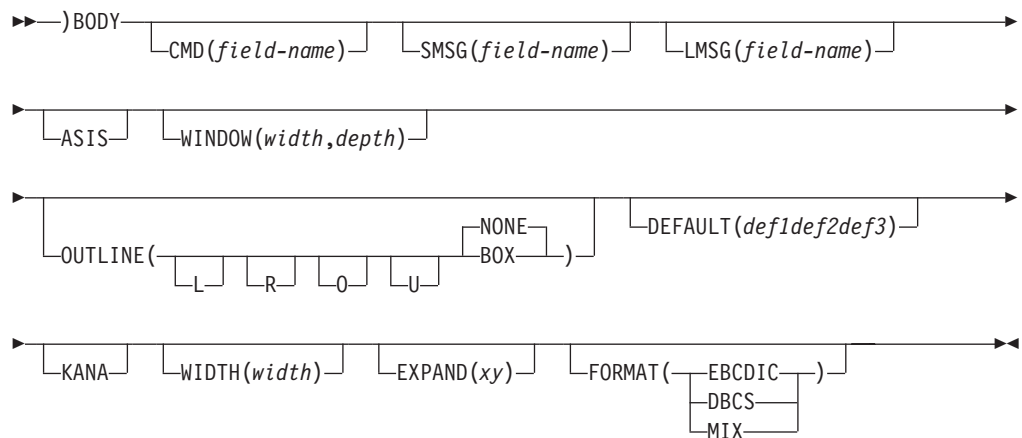 )BODY
CMD(field-name) SMSG(field-name) LMSG(field-name)
ASIS WINDOW(width,depth)
NONE
OUTLINE( L R O U BOX ) DEFAULT(def1def2def3)
KANA WIDTH(width) EXPAND(xy) FORMAT( EBCDIC )
DBCS
MIX